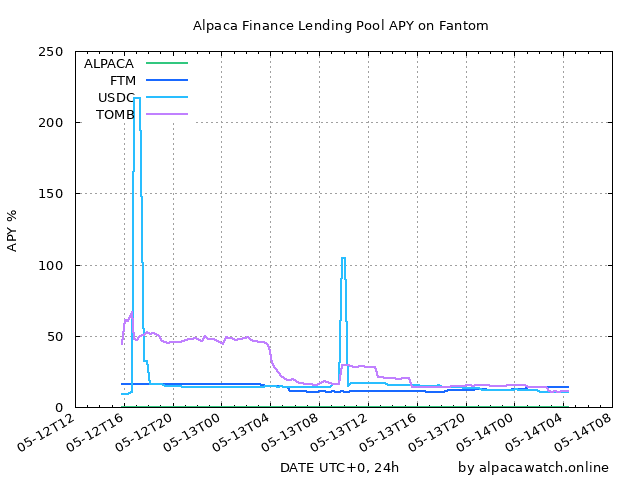 Alpaca Finance Lending Pool APY on Fantom
250
200
150
100
50
0
APY %
ALPACA
FTM
USDC
TOMB
05-12T12
05-12T16
05-12T20
05-13T00
05-13T04
05-13T08
05-13T12
05-13T16
05-13T20
05-14T00
05-14T04
05-14T08
DATE UTC+0, 24h
by alpacawatch.online